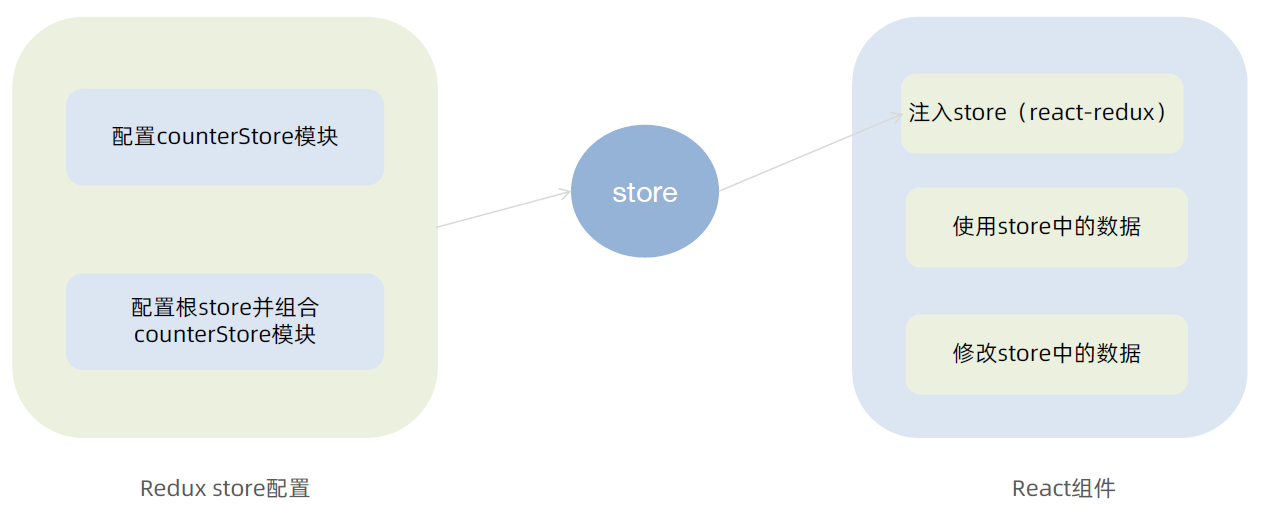 配置counterStore模块
配置根store并组合
counterStore模块
Redux store配置
store
注入store（react-redux）
使用store中的数据
修改store中的数据
React组件